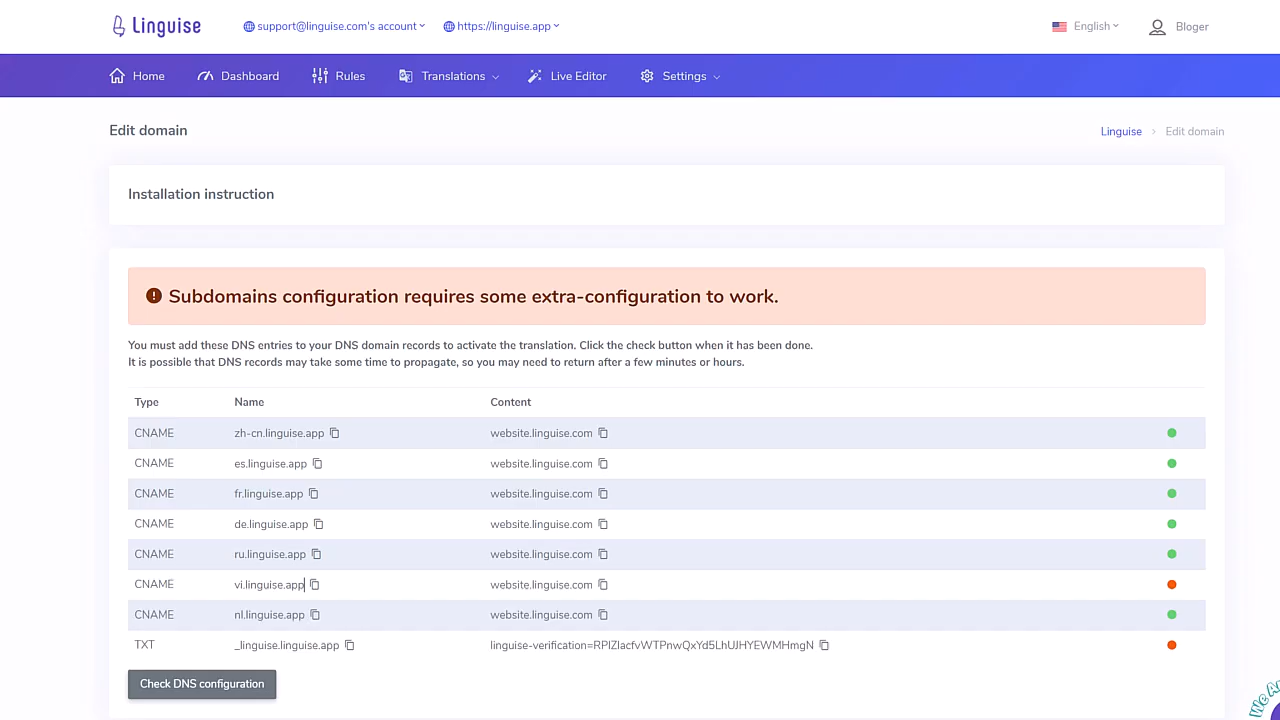 Linguise
support@linguise.com's account
https://linguise.app
English
Bloger
Home
Dashboard
Rules
Translations
Live Editor
Settings
Edit domain
Linguise > Edit domain
Installation instruction
Subdomains configuration requires some extra-configuration to work.
You must add these DNS entries to your DNS domain records to activate the translation. Click the check button when it has been done.
It is possible that DNS records may take some time to propagate, so you may need to return after a few minutes or hours.
Type Name Content
CNAME zh-cn.linguise.app website.linguise.com
CNAME es.linguise.app website.linguise.com
CNAME fr.linguise.app website.linguise.com
CNAME de.linguise.app website.linguise.com
CNAME ru.linguise.app website.linguise.com
CNAME vi.linguise.app website.linguise.com
CNAME nl.linguise.app website.linguise.com
TXT _linguise.linguise.app linguise-verification=RPIZIacfvWTPnwQxYd5LhUJHYEWMHmgN
Check DNS configuration
We Ar